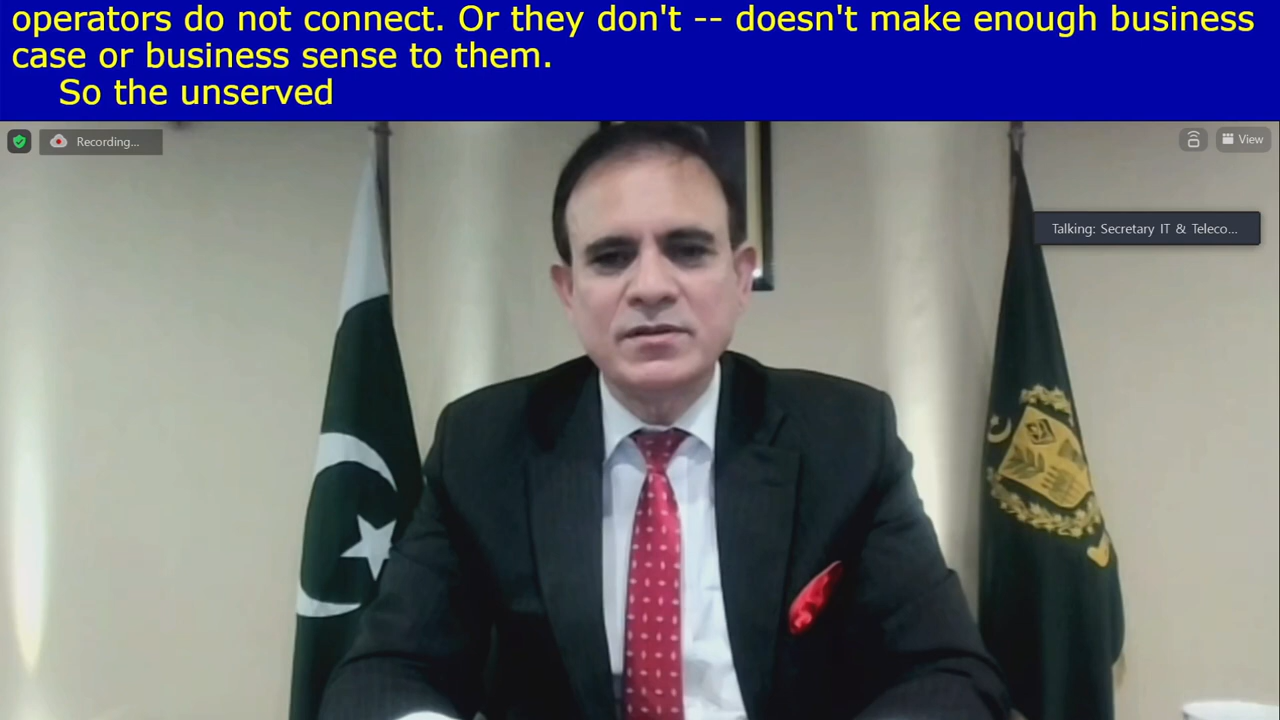 operators do not connect. Or they don't -- doesn't make enough business
case or business sense to them.
So the unserved
Recording...
View
Talking: Secretary IT & Teleco...